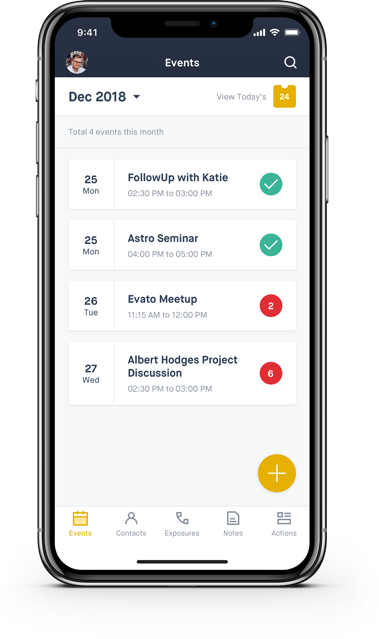 9:41
Events
Dec 2018
View Today's
24
Total 4 events this month
25
Mon
FollowUp with Katie
02:30 PM to 03:00 PM
25
Mon
Astro Seminar
04:00 PM to 05:00 PM
26
Tue
Evato Meetup
11:15 AM to 12:00 PM
2
27
Wed
Albert Hodges Project
Discussion
02:30 PM to 03:00 PM
6
Events
Contacts
Exposures
Notes
Actions